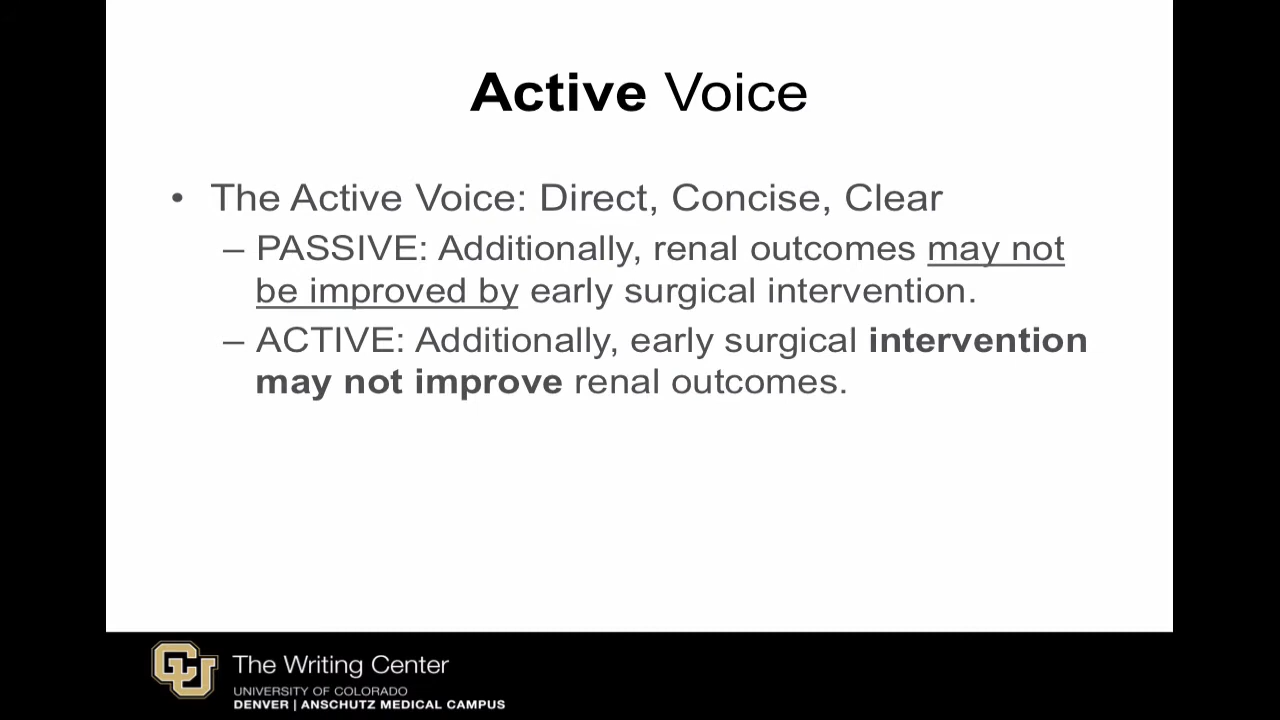 Active Voice
• The Active Voice: Direct, Concise, Clear
– PASSIVE: Additionally, renal outcomes may not
be improved by early surgical intervention.
– ACTIVE: Additionally, early surgical intervention
may not improve renal outcomes.
CU
The Writing Center
UNIVERSITY OF COLORADO
DENVER | ANSCHUTZ MEDICAL CAMPUS